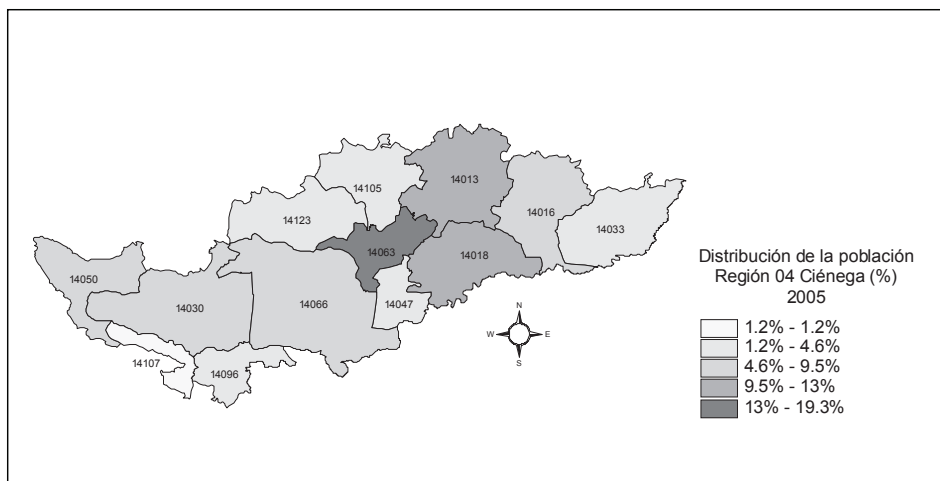 14013
14105
14016
14123
14033
14063
14018
14050
14066
14047
14030
14107
14096
N
W
E
S
Distribución de la población
Región 04 Ciénega (%)
2005
1.2% - 1.2%
1.2% - 4.6%
4.6% - 9.5%
9.5% - 13%
13% - 19.3%